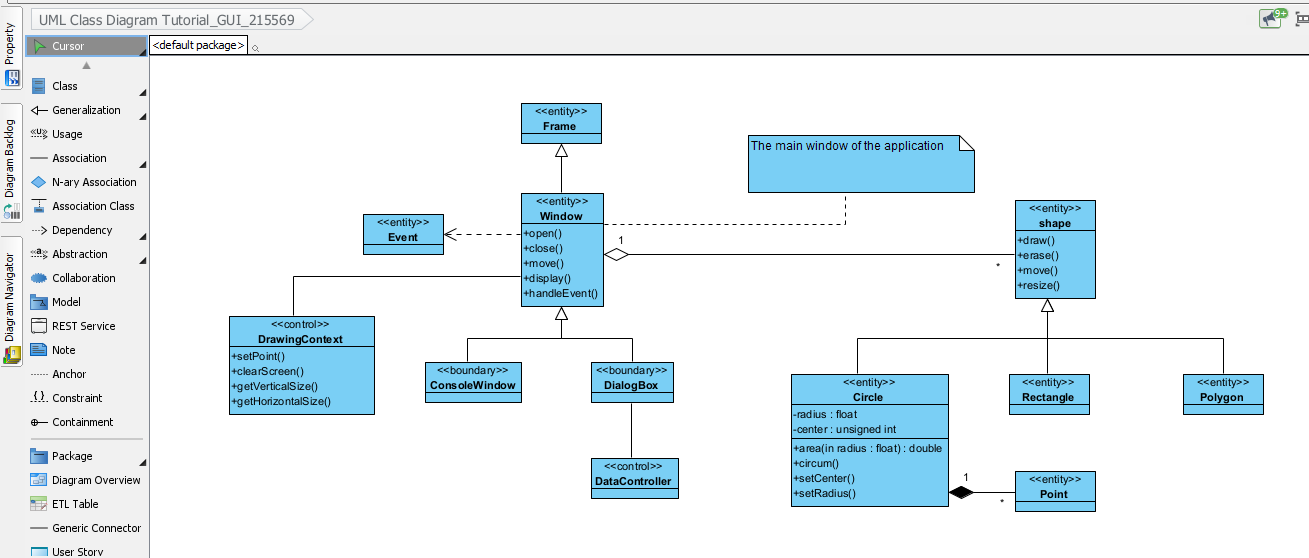 UML Class Diagram Tutorial_GUI_215569
9+
Property
Diagram Backlog
Diagram Navigator
Cursor
Class
Generalization
Usage
Association
N-ary Association
Association Class
Dependency
Abstraction
Collaboration
Model
REST Service
Note
Anchor
Constraint
Containment
Package
Diagram Overview
ETL Table
Generic Connector
User Story
<default package>
<<entity>>
Frame
The main window of the application
<<entity>>
Window
+open()
+close()
+move()
+display()
+handleEvent()
<<entity>>
Event
1
*
<<entity>>
shape
+draw()
+erase()
+move()
+resize()
<<control>>
DrawingContext
+setPoint()
+clearScreen()
+getVerticalSize()
+getHorizontalSize()
<<boundary>>
ConsoleWindow
<<boundary>>
DialogBox
<<control>>
DataController
<<entity>>
Circle
-radius : float
-center : unsigned int
+area(in radius : float) : double
+circum()
+setCenter()
+setRadius()
<<entity>>
Rectangle
<<entity>>
Polygon
1
*
<<entity>>
Point